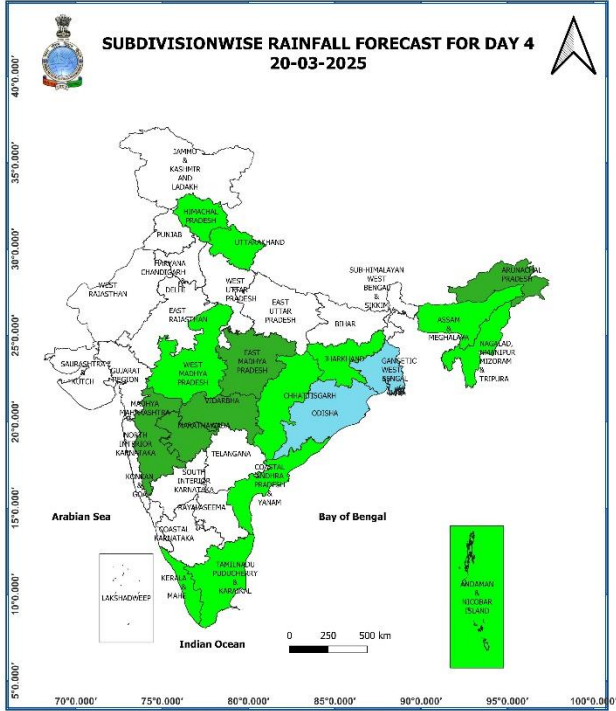 SUBDIVISIONWISE RAINFALL FORECAST FOR DAY 4
20-03-2025
40°0.000'
35°0.000'
30°0.000'
25°0.000'
20°0.000'
15°0.000'
10°0.000'
5°0.000'
JAMMO
&
KASHMIR
AND
LADAKH
HIMACHAL
PRADESH
PUNJAB
UTTARAKHAND
HARYANA
CHANDIGARH
&
DELHI
WEST
RAJASTHAN
WEST
UTTAR
PRADESH
EAST
UTTAR
PRADESH
SUB-HIMALAYAN
WEST
BENGAL
&
SIKKIM
ARUNACHAL
PRADESH
EAST
RAJASTHAN
BIHAR
ASSAM
&
MEGHALAYA
SAURASHTRA
&
KUTCH
GUJARAT
REGION
WEST
MADHYA
PRADESH
EAST
MADHYA
PRADESH
JHARKHAND
GANGETIC
WEST
BENGAL
MIZORAM
&
TRIPURA
MADHYA
MAHARASHTRA
VIDARBHA
MARATHAWADA
CHHATTISGARH
ODISHA
NORTH
INTERIOR
KARNATAKA
TELANGANA
KONKAN
&
GOA
SOUTH
INTERIOR
KARNATAKA
COASTAL
ANDHRA
PRADESH
&
YANAM
RAYALASEEMA
Arabian Sea
Bay of Bengal
COASTAL
KARNATAKA
LAKSHADWEEP
KERALA
&
MAHE
TAMILNADU
PUDUCHERRY
&
KARAIKAL
ANDAMAN
&
NICOBAR
ISLAND
Indian Ocean
0 250 500 km
70°0.000' 75°0.000' 80°0.000' 85°0.000' 90°0.000' 95°0.000' 100°0.000'